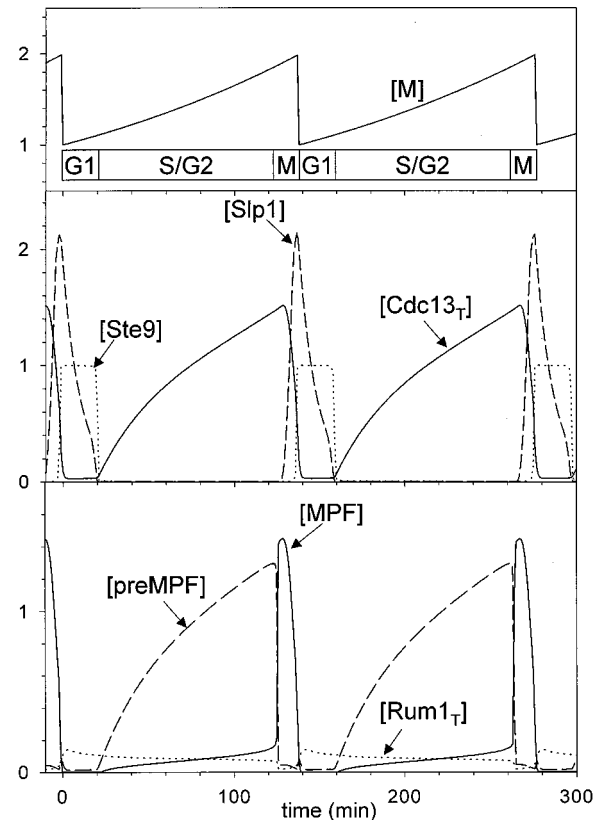 2
[M]
1
G1 S/G2 M G1 S/G2 M
[Slp1]
2
[Cdc13T]
[Ste9]
1
0
[MPF]
[preMPF]
1
[Rum1T]
0
0 100 200 300
time (min)